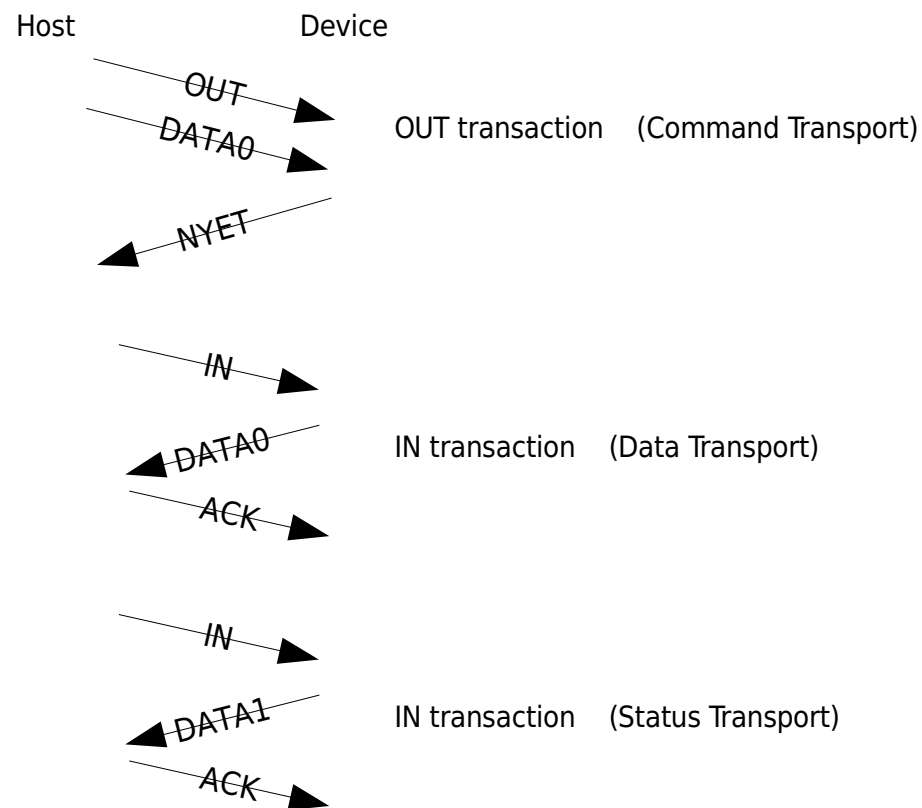 Host Device
OUT
DATA0
OUT transaction (Command Transport)
NYET
IN
DATA0
IN transaction (Data Transport)
ACK
IN
DATA1
IN transaction (Status Transport)
ACK